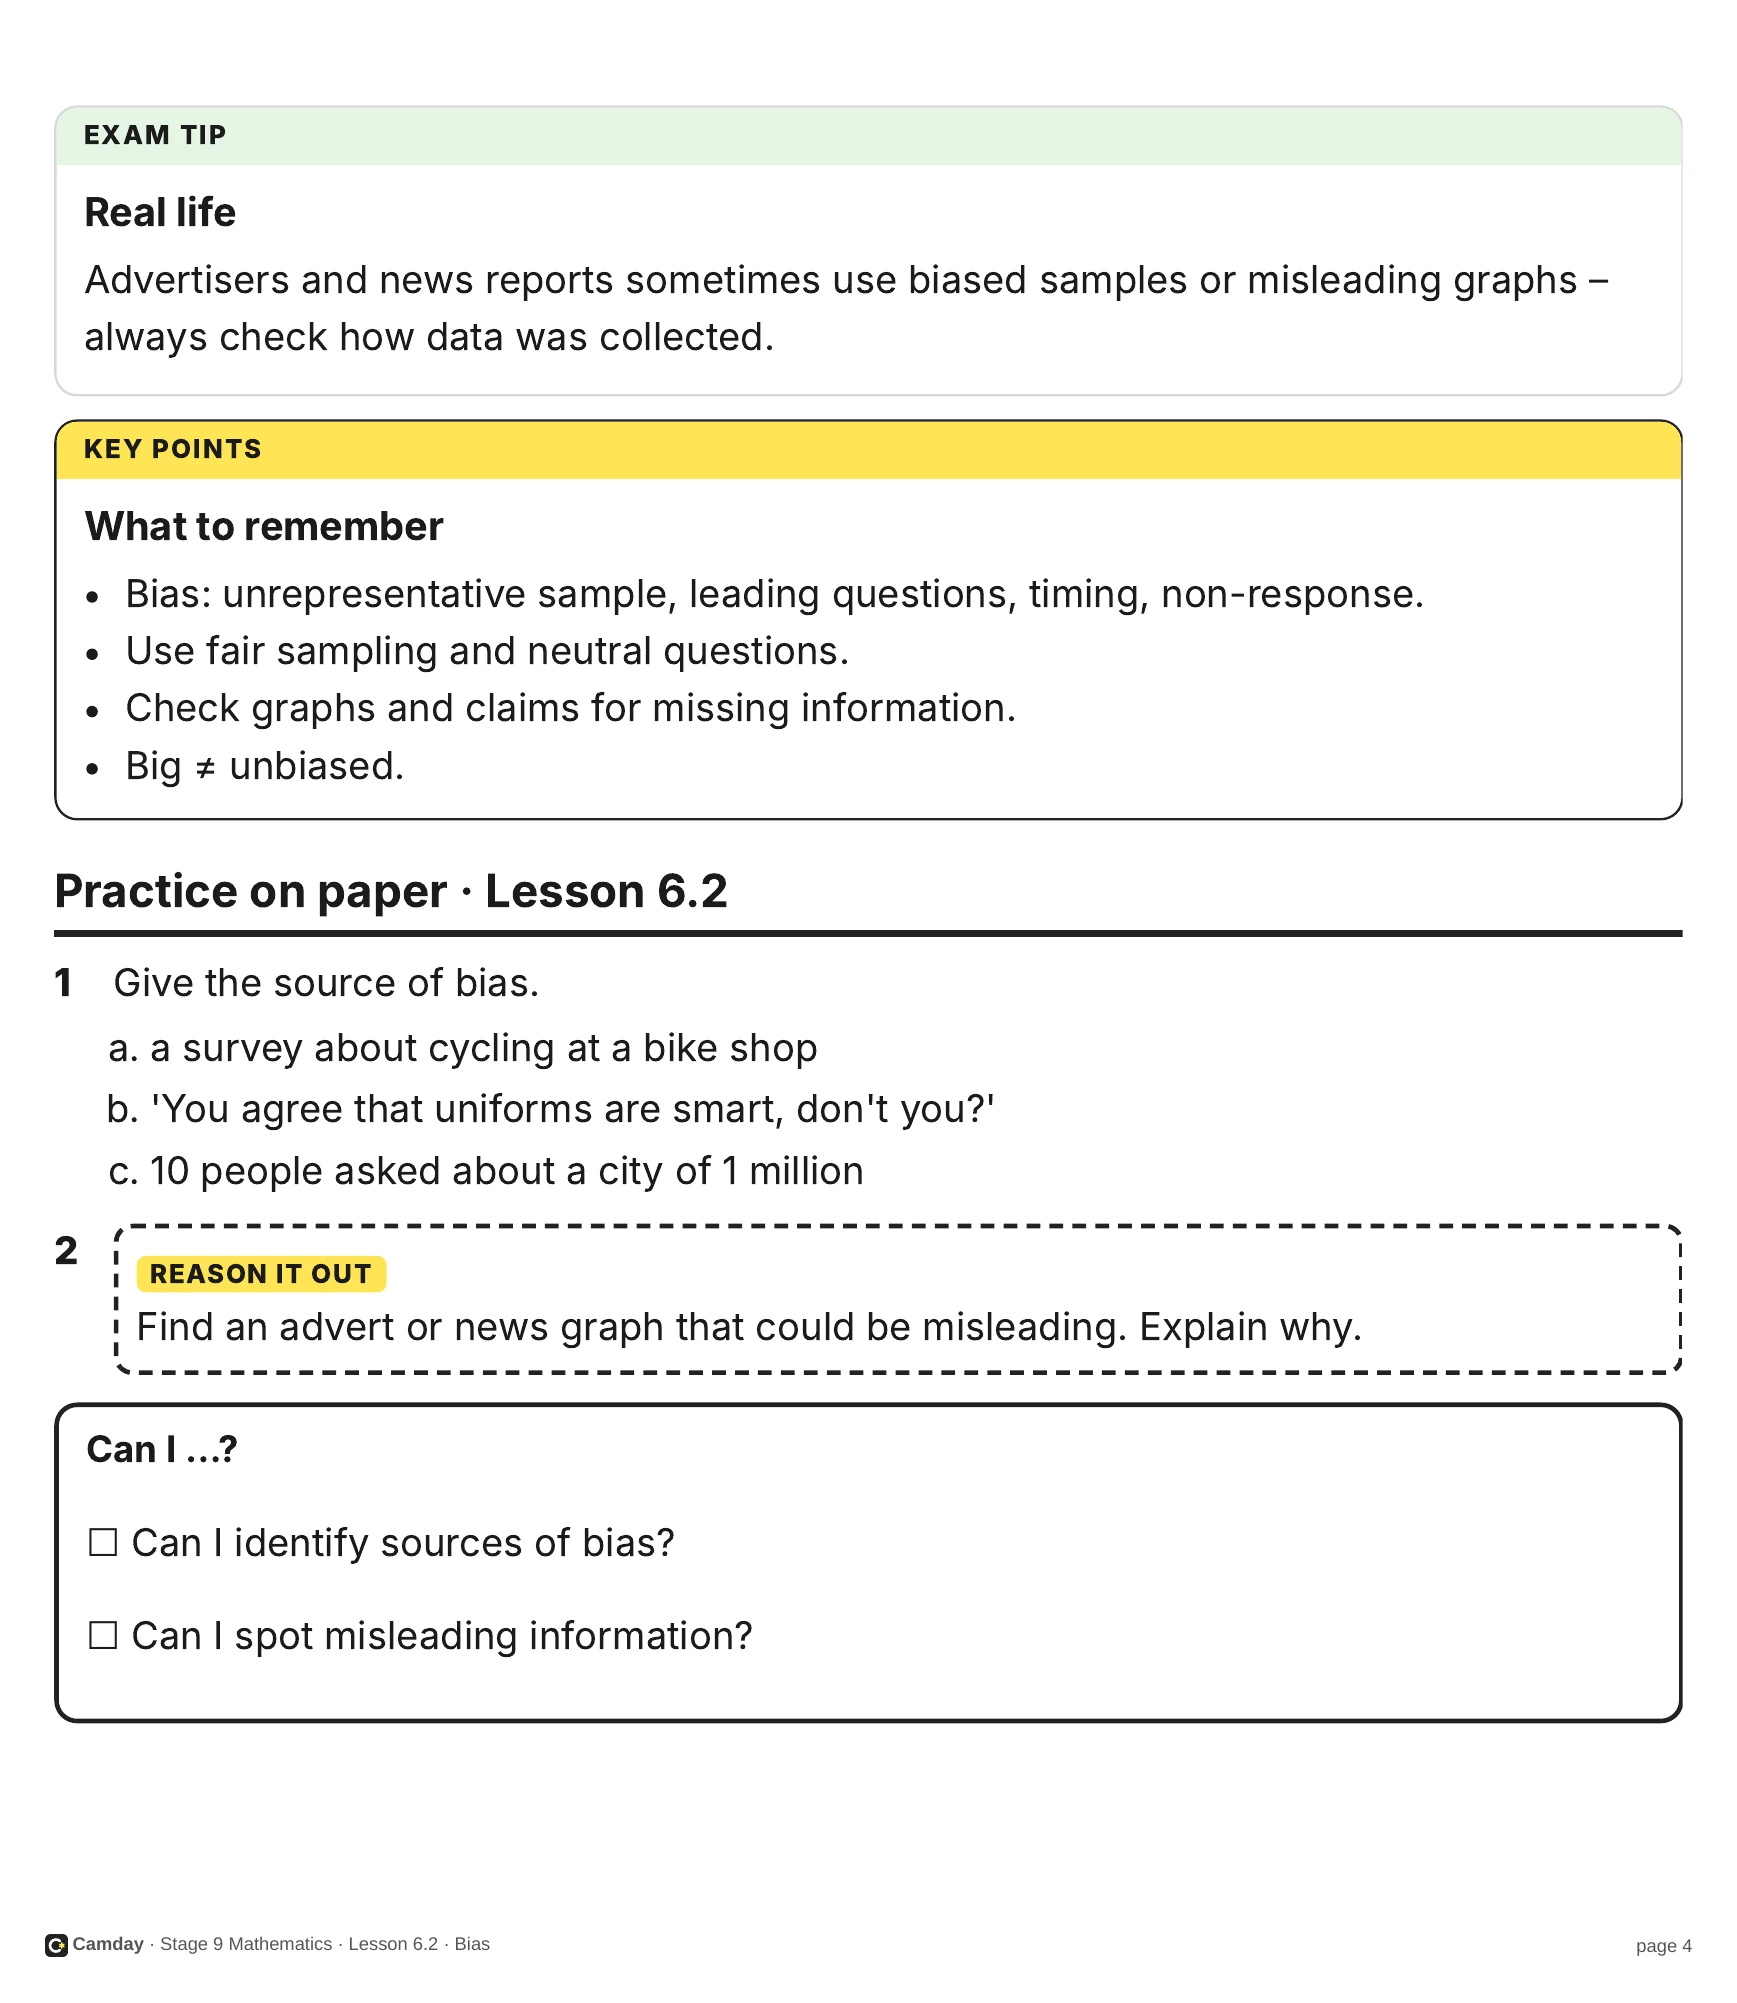 EXAM TIP
Real life
Advertisers and news reports sometimes use biased samples or misleading graphs –
always check how data was collected.
KEY POINTS
What to remember
• Bias: unrepresentative sample, leading questions, timing, non-response.
• Use fair sampling and neutral questions.
• Check graphs and claims for missing information.
• Big ≠ unbiased.
Practice on paper · Lesson 6.2
1 Give the source of bias.
a. a survey about cycling at a bike shop
b. 'You agree that uniforms are smart, don't you?'
c. 10 people asked about a city of 1 million
2
REASON IT OUT
Find an advert or news graph that could be misleading. Explain why.
Can I …?
☐ Can I identify sources of bias?
☐ Can I spot misleading information?
Camday · Stage 9 Mathematics · Lesson 6.2 · Bias
page 4